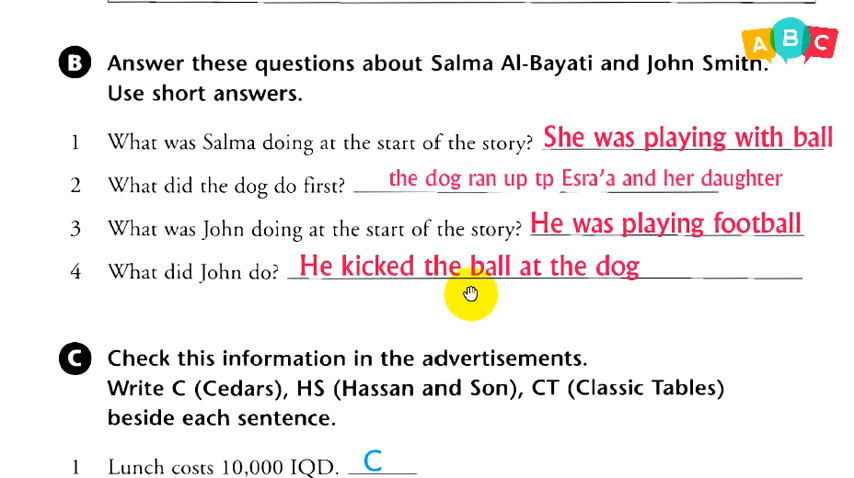 A B C
B Answer these questions about Salma Al-Bayati and John Smith.
Use short answers.
1 What was Salma doing at the start of the story? She was playing with ball
2 What did the dog do first? the dog ran up tp Esra'a and her daughter
3 What was John doing at the start of the story? He was playing football
4 What did John do? He kicked the ball at the dog
C Check this information in the advertisements.
Write C (Cedars), HS (Hassan and Son), CT (Classic Tables)
beside each sentence.
1 Lunch costs 10,000 IQD. C